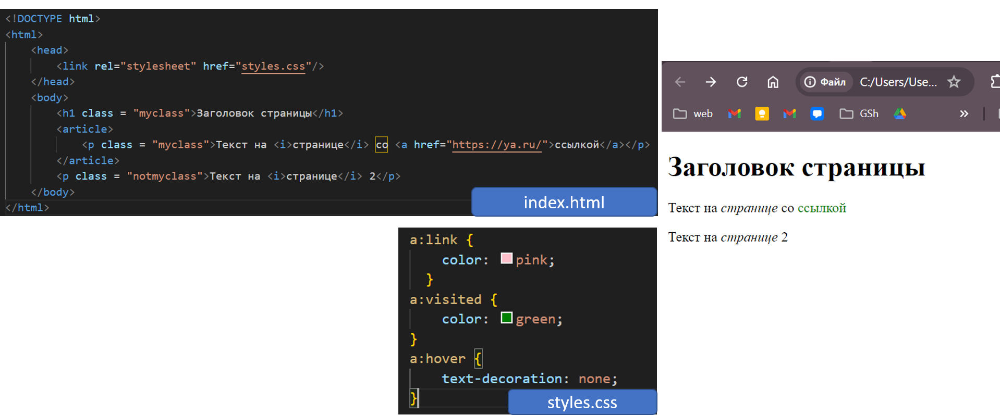 <!DOCTYPE html>
<html>
<head>
<link rel="stylesheet" href="styles.css"/>
</head>
<body>
<h1 class = "myclass">Заголовок страницы</h1>
<article>
<p class = "myclass">Текст на <i>странице</i> со <a href="https://ya.ru/">ссылкой</a></p>
</article>
<p class = "notmyclass">Текст на <i>странице</i> 2</p>
</body>
</html>
index.html
a:link {
color: pink;
}
a:visited {
color: green;
}
a:hover {
text-decoration: none;
}
styles.css
Файл C:/Users/Use...
web GSh
Заголовок страницы
Текст на странице со ссылкой
Текст на странице 2